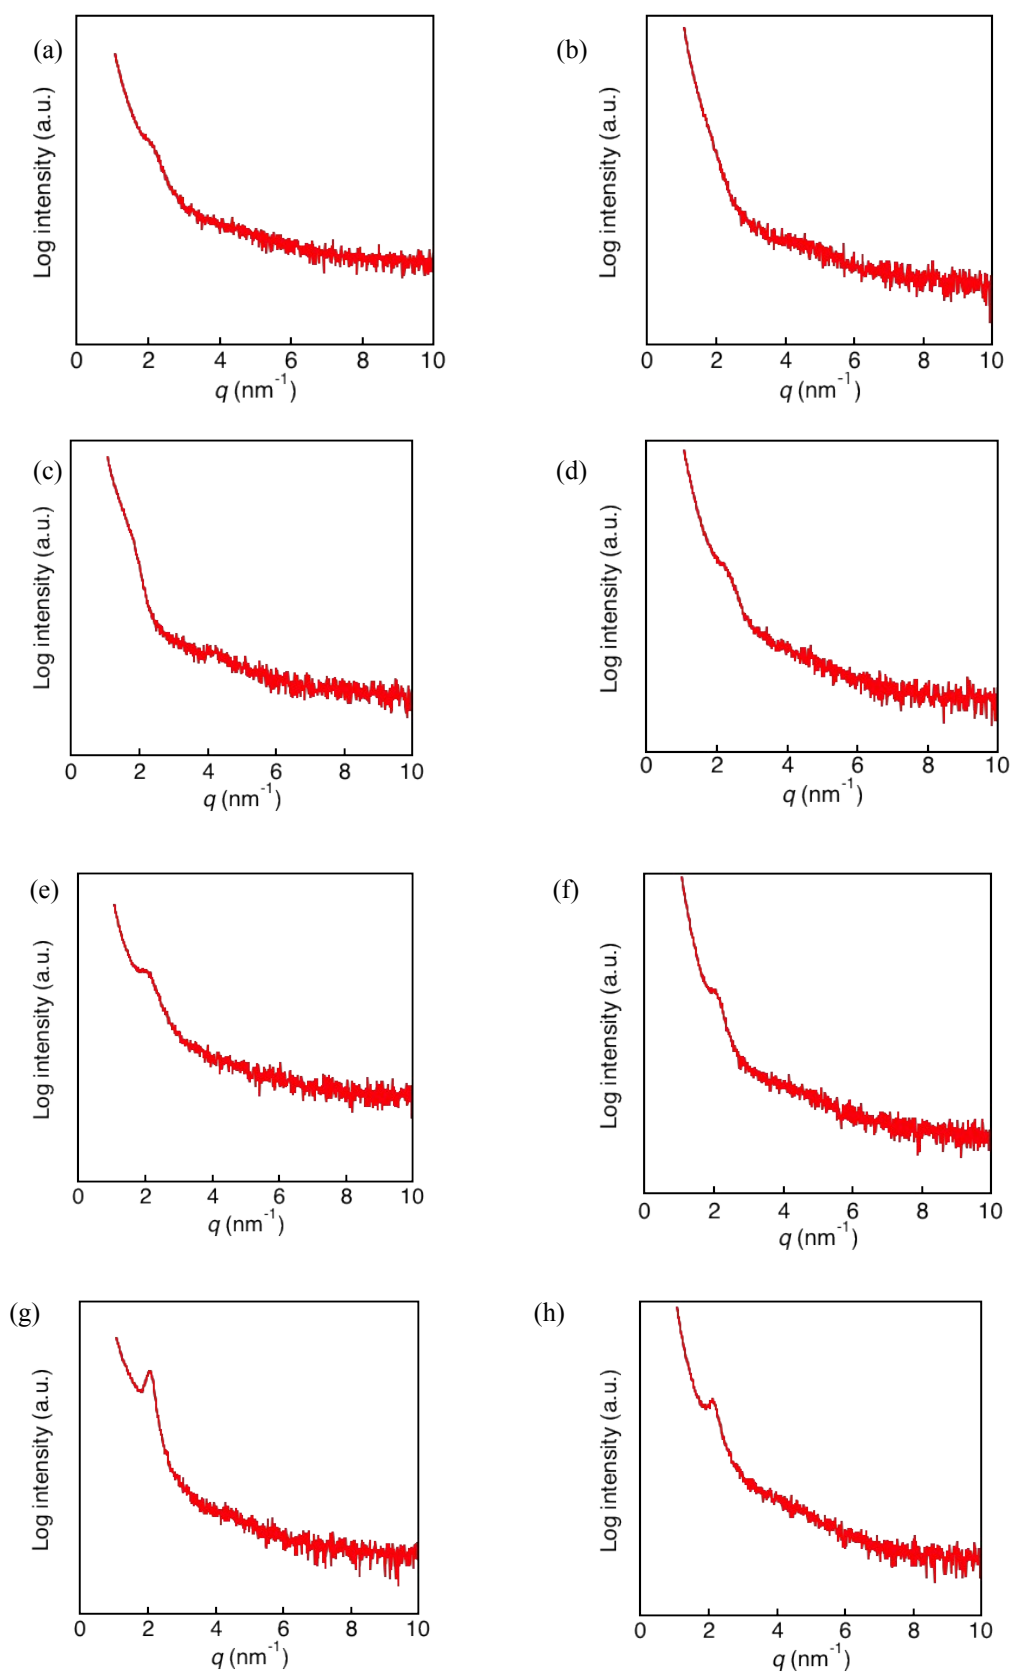 (a)
Log intensity (a.u.)
0 2 4 6 8 10
q (nm⁻¹)
(b)
Log intensity (a.u.)
0 2 4 6 8 10
q (nm⁻¹)
(c)
Log intensity (a.u.)
0 2 4 6 8 10
q (nm⁻¹)
(d)
Log intensity (a.u.)
0 2 4 6 8 10
q (nm⁻¹)
(e)
Log intensity (a.u.)
0 2 4 6 8 10
q (nm⁻¹)
(f)
Log intensity (a.u.)
0 2 4 6 8 10
q (nm⁻¹)
(g)
Log intensity (a.u.)
0 2 4 6 8 10
q (nm⁻¹)
(h)
Log intensity (a.u.)
0 2 4 6 8 10
q (nm⁻¹)